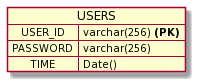 USERS
USER_ID varchar(256) (PK)
PASSWORD varchar(256)
TIME Date()